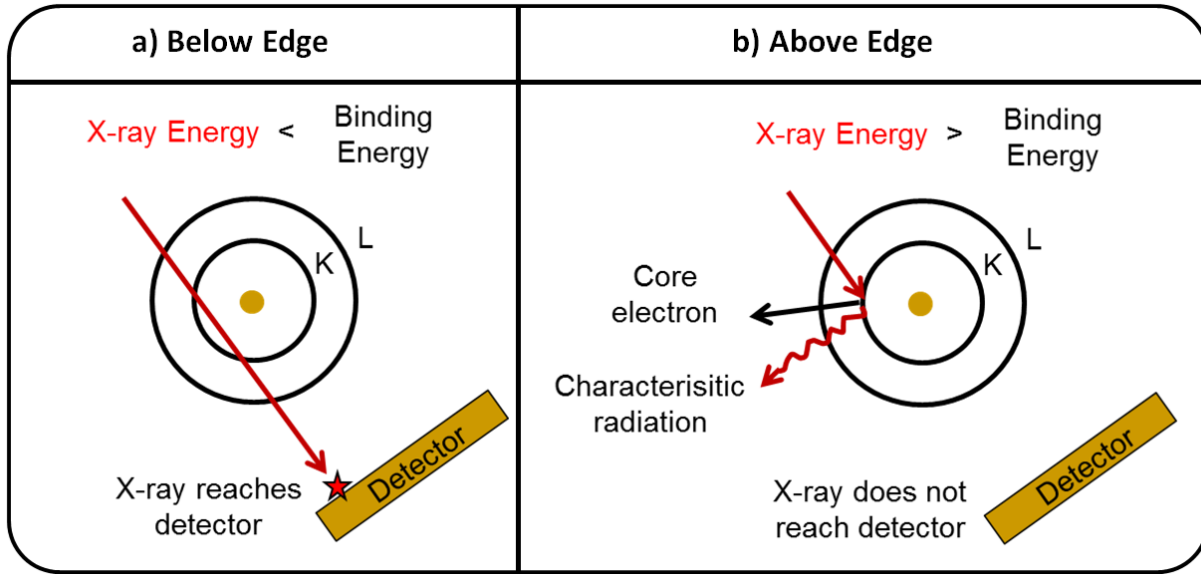 a) Below Edge
X-ray Energy < Binding
Energy
K
L
X-ray reaches
detector
Detector
b) Above Edge
X-ray Energy > Binding
Energy
K
L
Core
electron
Characterisitic
radiation
X-ray does not
reach detector
Detector